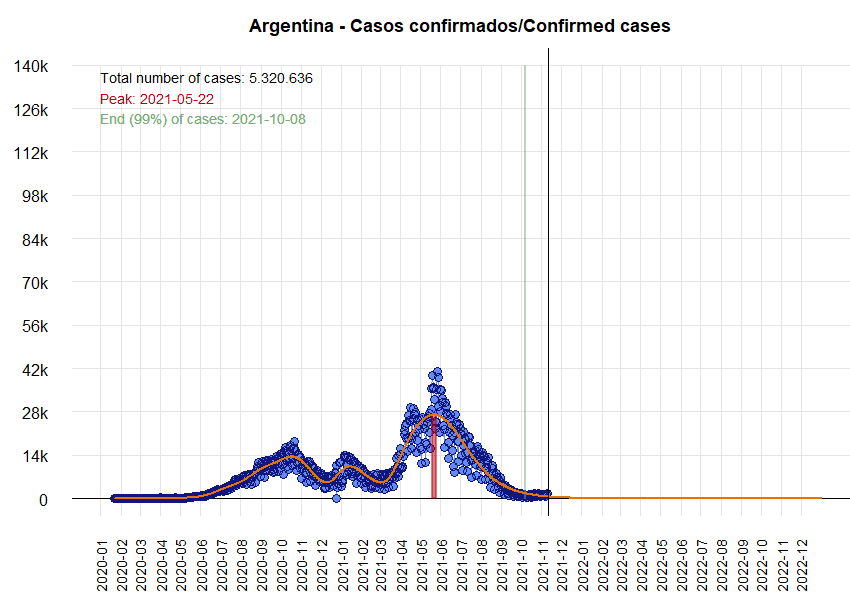 Argentina - Casos confirmados/Confirmed cases
140k
126k
112k
98k
84k
70k
56k
42k
28k
14k
0
Total number of cases: 5.320.636
Peak: 2021-05-22
End (99%) of cases: 2021-10-08
2020-01
2020-02
2020-03
2020-04
2020-05
2020-06
2020-07
2020-08
2020-09
2020-10
2020-11
2020-12
2021-01
2021-02
2021-03
2021-04
2021-05
2021-06
2021-07
2021-08
2021-09
2021-10
2021-11
2021-12
2022-01
2022-02
2022-03
2022-04
2022-05
2022-06
2022-07
2022-08
2022-09
2022-10
2022-11
2022-12